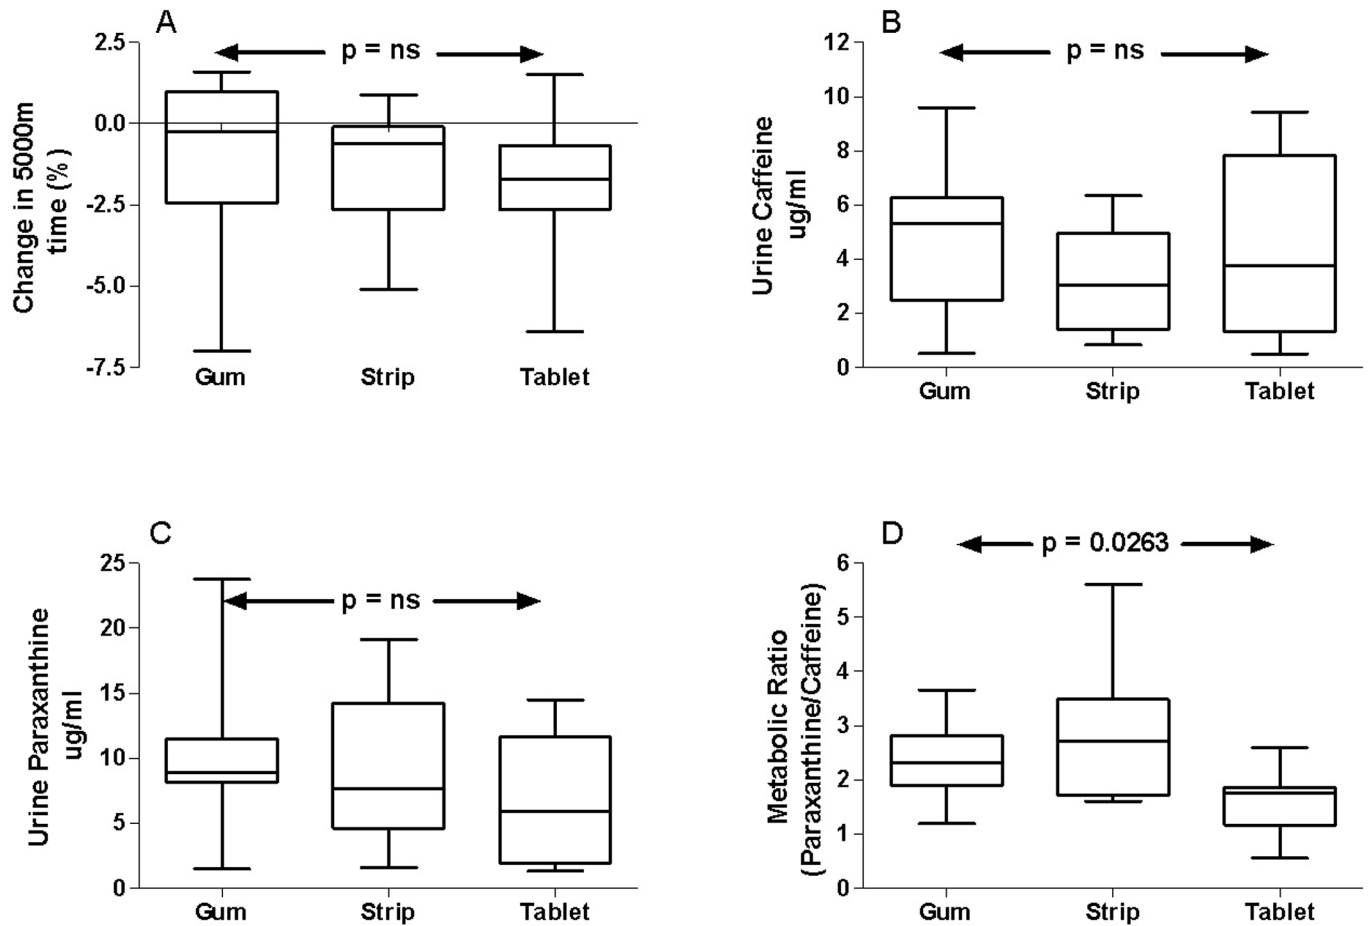 A
p = ns
Change in 5000m
time (%)
2.5
0.0
-2.5
-5.0
-7.5
Gum Strip Tablet
B
p = ns
Urine Caffeine
ug/ml
12
10
8
6
4
2
0
Gum Strip Tablet
C
p = ns
Urine Paraxanthine
ug/ml
25
20
15
10
5
0
Gum Strip Tablet
D
p = 0.0263
Metabolic Ratio
(Paraxanthine/Caffeine)
6
5
4
3
2
1
0
Gum Strip Tablet